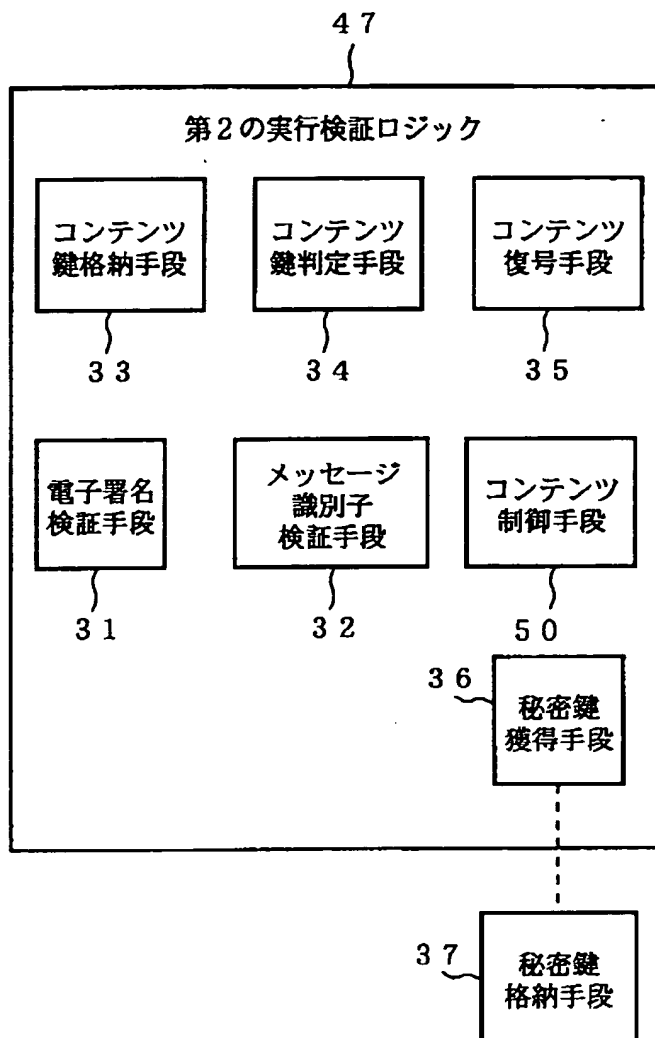 ４７
第２の実行検証ロジック
コンテンツ
鍵格納手段
コンテンツ
鍵判定手段
コンテンツ
復号手段
３３
３４
３５
電子署名
検証手段
メッセージ
識別子
検証手段
コンテンツ
制御手段
３１
３２
５０
３６
秘密鍵
獲得手段
３７
秘密鍵
格納手段